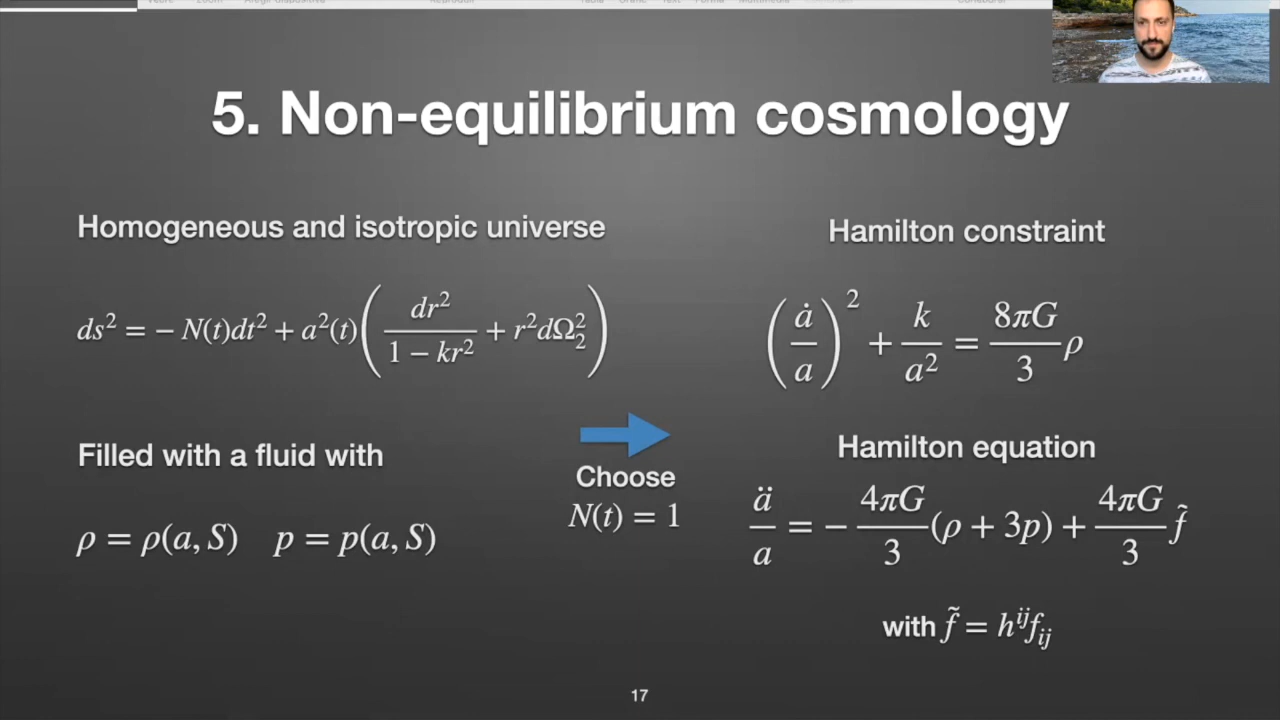 5. Non-equilibrium cosmology
Homogeneous and isotropic universe
ds² = − N(t)dt² + a²(t)(dr²/(1 − kr²) + r²dΩ₂²)
Filled with a fluid with
ρ = ρ(a, S) p = p(a, S)
Choose
N(t) = 1
Hamilton constraint
(ȧ/a)² + k/a² = 8πG/3 ρ
Hamilton equation
ä/a = − 4πG/3 (ρ + 3p) + 4πG/3 f̃
with f̃ = hⁱʲfᵢⱼ
17